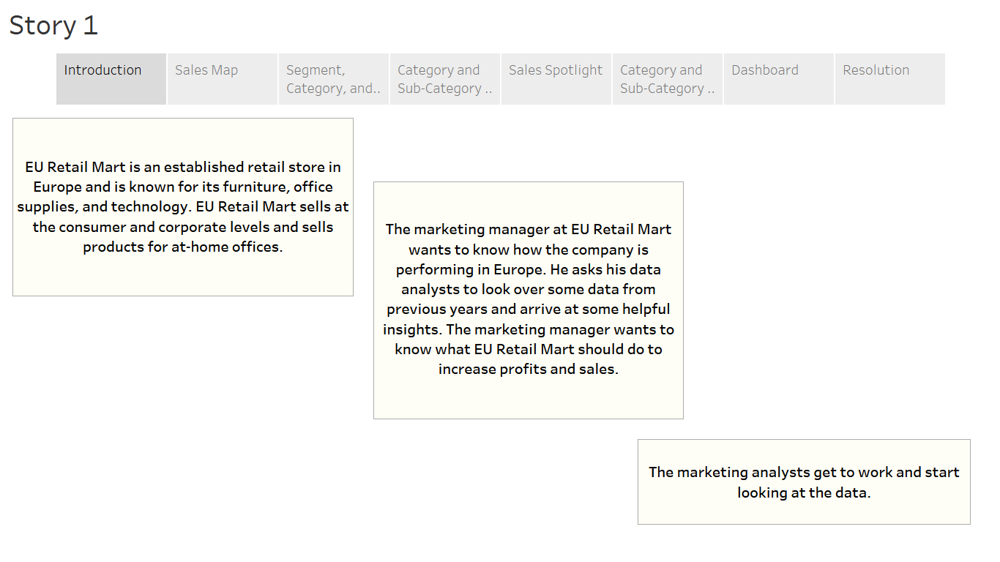 Story 1
Introduction
Sales Map
Segment,
Category, and..
Category and
Sub-Category ..
Sales Spotlight
Category and
Sub-Category ..
Dashboard
Resolution
EU Retail Mart is an established retail store in
Europe and is known for its furniture, office
supplies, and technology. EU Retail Mart sells at
the consumer and corporate levels and sells
products for at-home offices.
The marketing manager at EU Retail Mart
wants to know how the company is
performing in Europe. He asks his data
analysts to look over some data from
previous years and arrive at some helpful
insights. The marketing manager wants to
know what EU Retail Mart should do to
increase profits and sales.
The marketing analysts get to work and start
looking at the data.